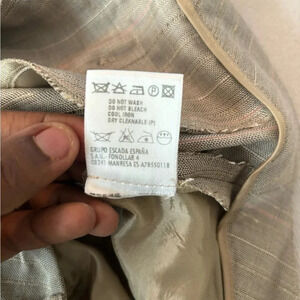 DO NOT WASH
DO NOT BLEACH
COOL IRON
DRY CLEANABLE (P)
GRUPO ESCADA ESPAÑA
S.A.U.- FONOLLAR 4
08241 MANRESA ES A78550118